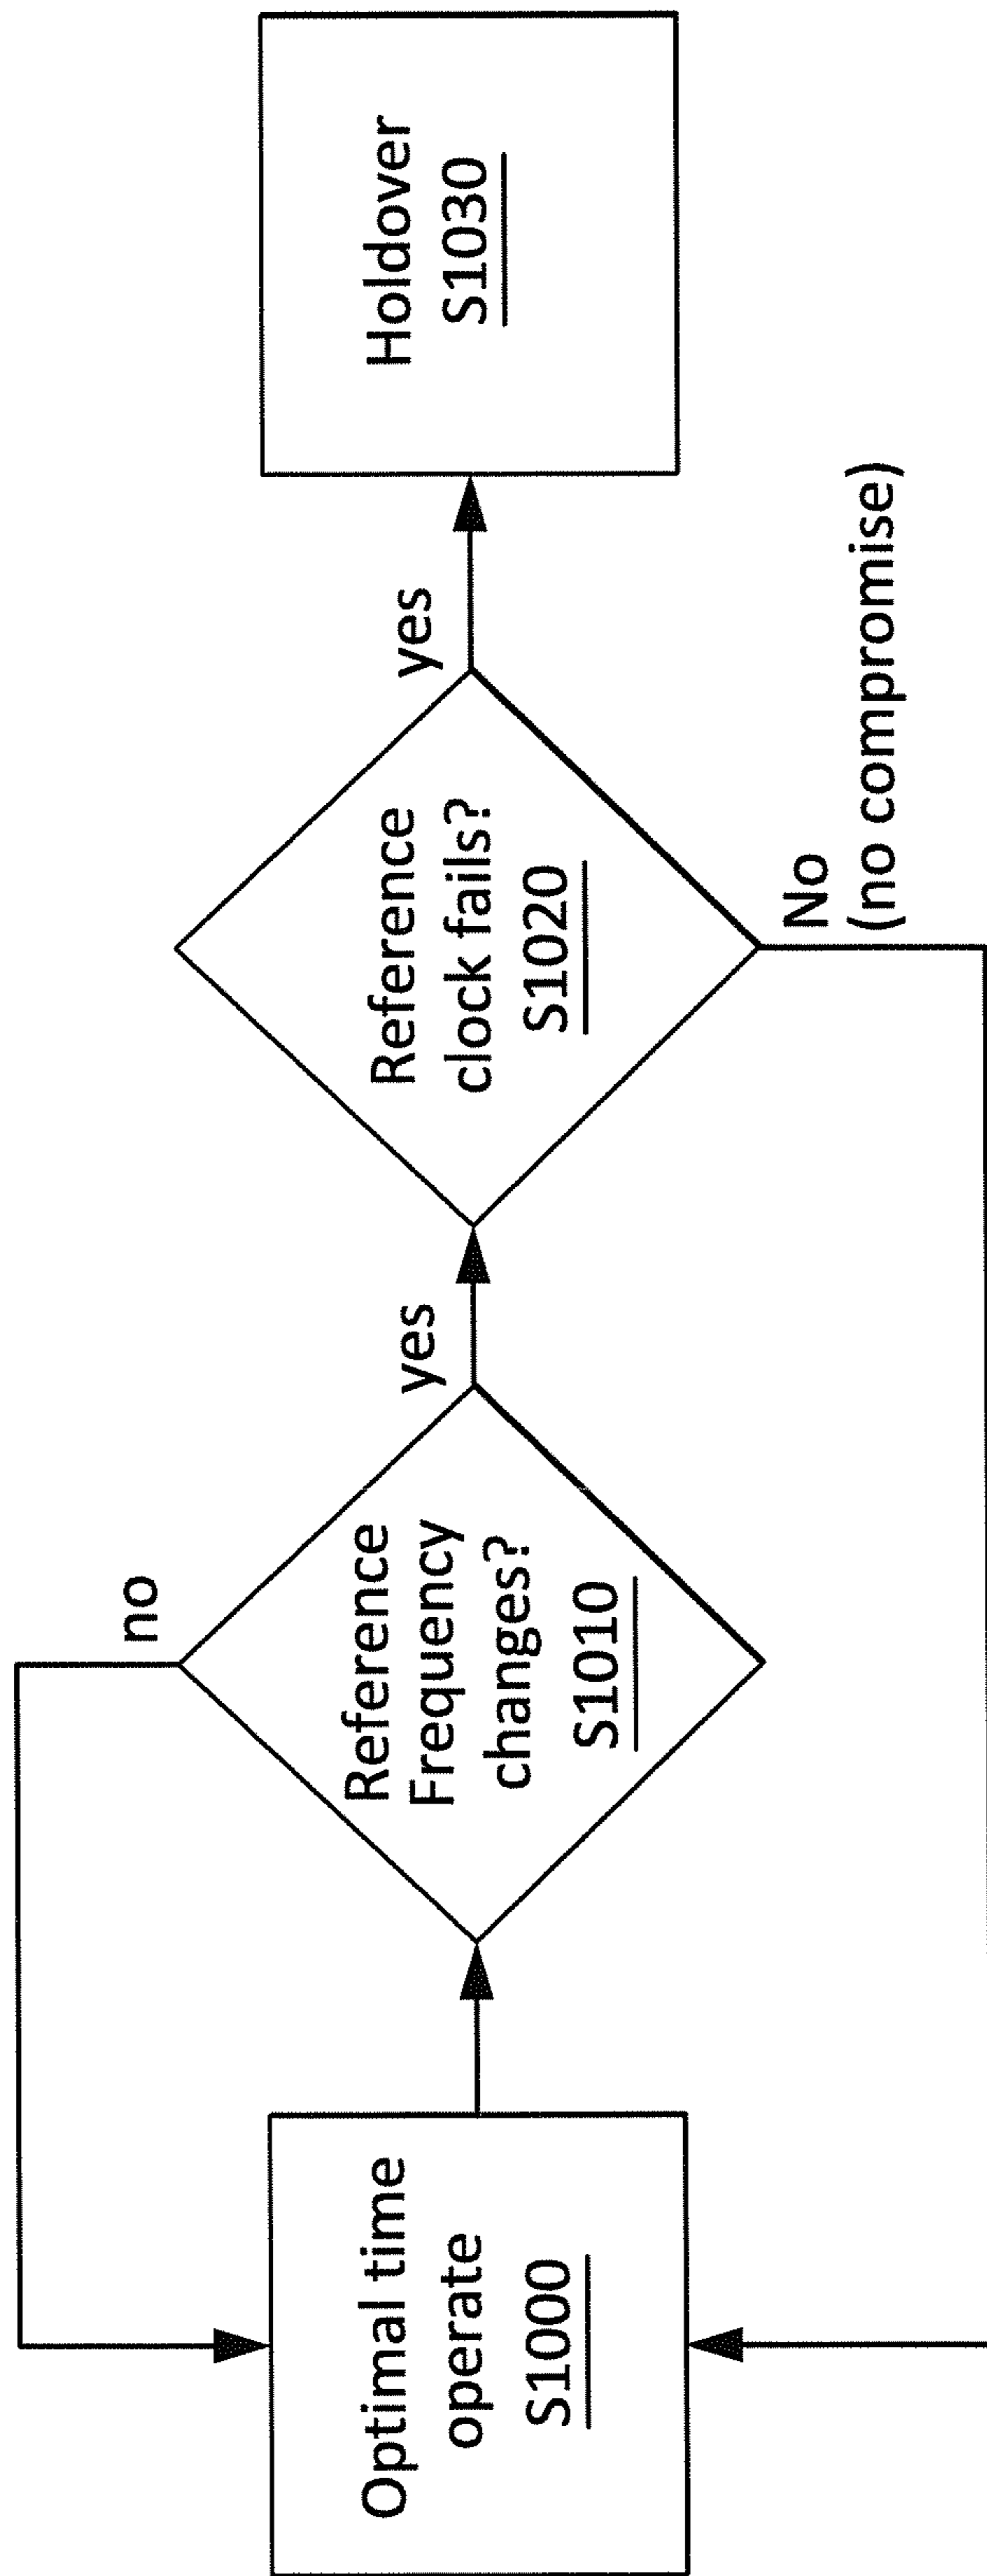 Optimal time
operate
S1000
no
Reference
Frequency
changes?
S1010
yes
Reference
clock fails?
S1020
yes
No
(no compromise)
Holdover
S1030